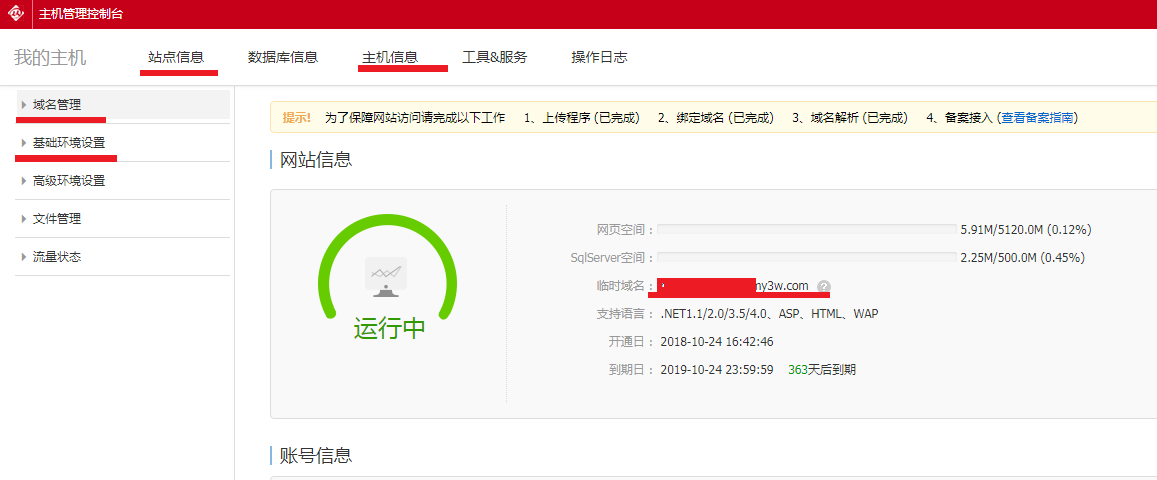 主机管理控制台
我的主机 站点信息 数据库信息 主机信息 工具&服务 操作日志
域名管理
基础环境设置
高级环境设置
文件管理
流量状态
提示! 为了保障网站访问请完成以下工作 1、上传程序 (已完成) 2、绑定域名 (已完成) 3、域名解析 (已完成) 4、备案接入 (查看备案指南)
网站信息
运行中
网页空间: 5.91M/5120.0M (0.12%)
SqlServer空间: 2.25M/500.0M (0.45%)
临时域名: my3w.com ?
支持语言: .NET1.1/2.0/3.5/4.0、ASP、HTML、WAP
开通日: 2018-10-24 16:42:46
到期日: 2019-10-24 23:59:59 363天后到期
账号信息